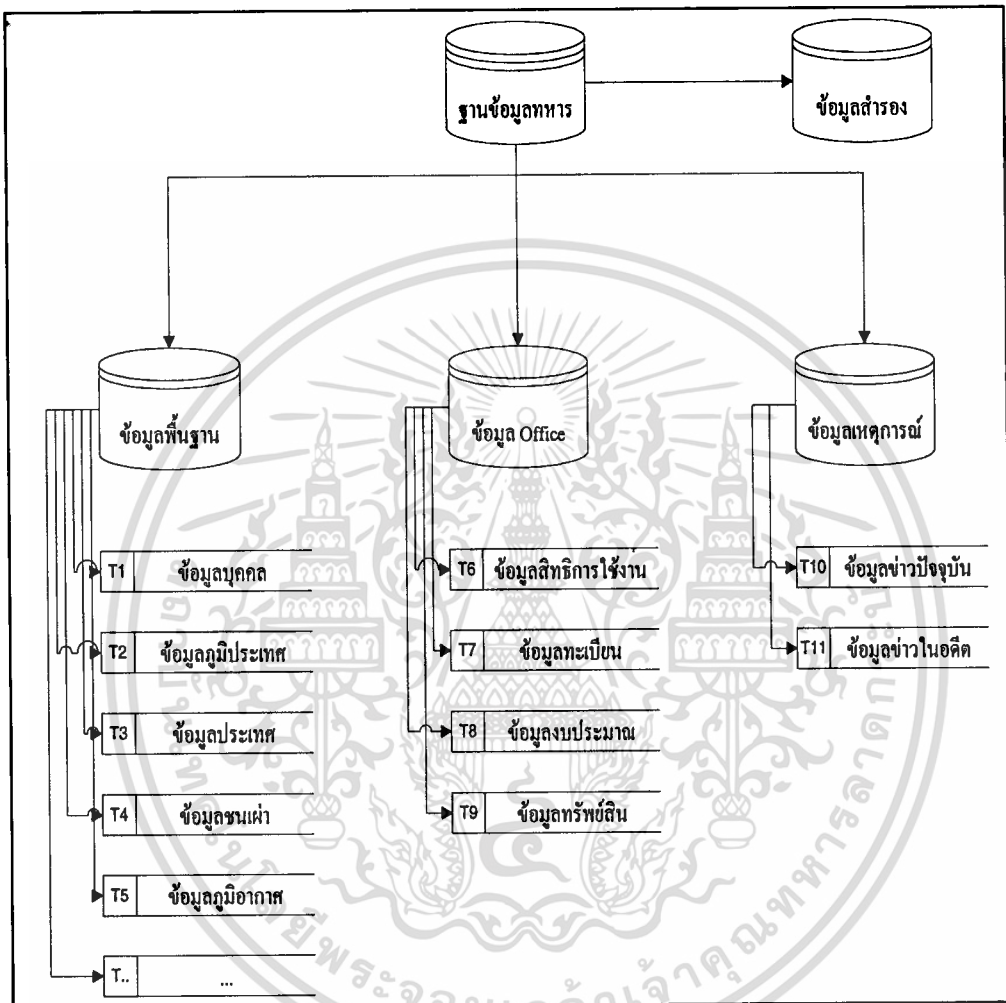 ฐานข้อมูลทหาร
ข้อมูลสำรอง
ข้อมูลพื้นฐาน
ข้อมูล Office
ข้อมูลเหตุการณ์
T1 ข้อมูลบุคคล
T2 ข้อมูลภูมิประเทศ
T3 ข้อมูลประเทศ
T4 ข้อมูลชนเผ่า
T5 ข้อมูลภูมิอากาศ
T.. ...
T6 ข้อมูลสิทธิการใช้งาน
T7 ข้อมูลทะเบียน
T8 ข้อมูลงบประมาณ
T9 ข้อมูลทรัพย์สิน
T10 ข้อมูลข่าวปัจจุบัน
T11 ข้อมูลข่าวในอดีต